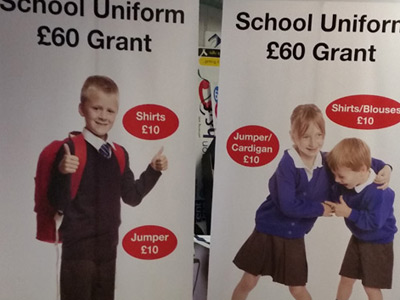 School Uniform
£60 Grant
Shirts
£10
Jumper
£10
School Uniform
£60 Grant
Shirts/Blouses
£10
Jumper/
Cardigan
£10